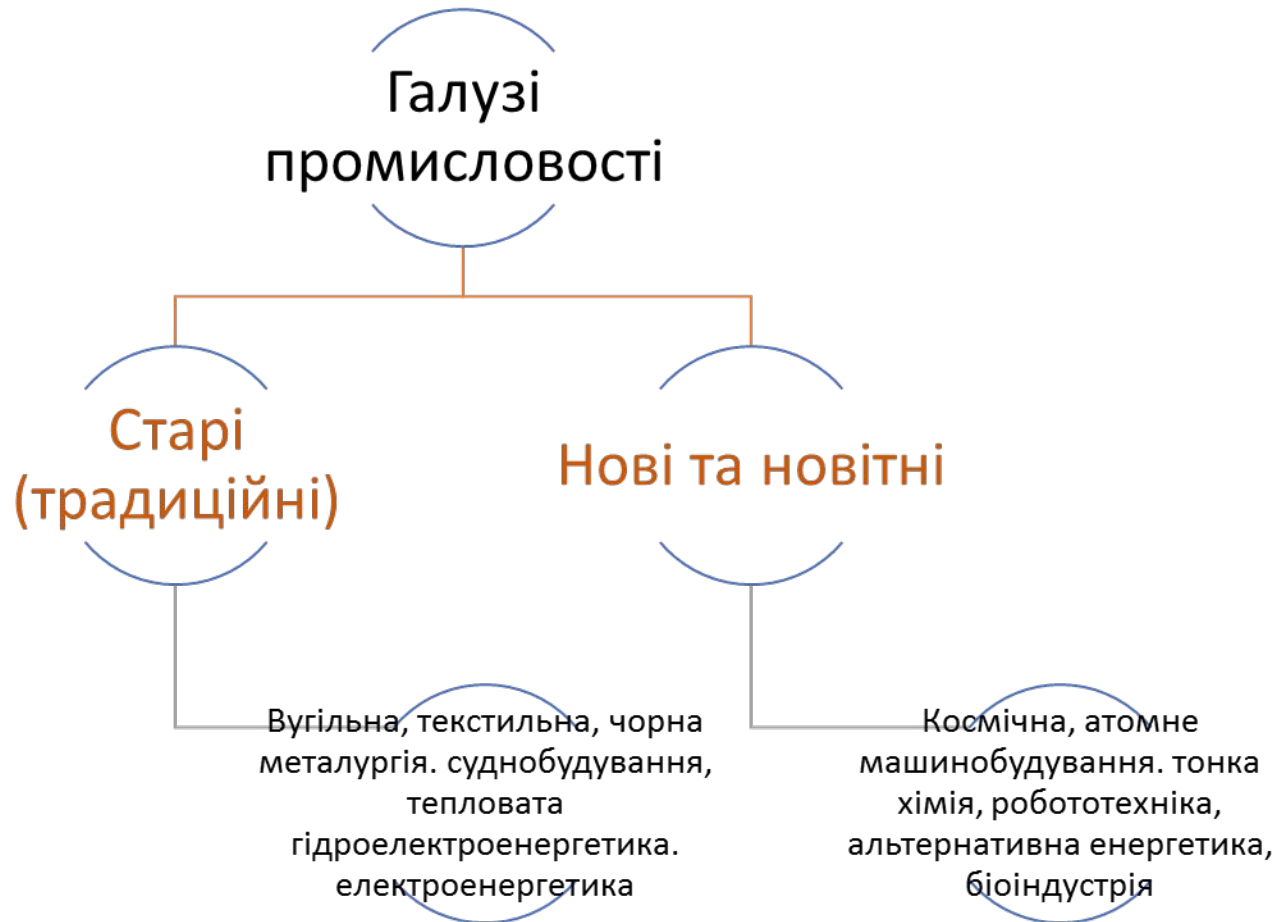 Галузі
промисловості
Старі
(традиційні)
Нові та новітні
Вугільна, текстильна, чорна
металургія. суднобудування,
тепловата
гідроелектроенергетика.
електроенергетика
Космічна, атомне
машинобудування. тонка
хімія, робототехніка,
альтернативна енергетика,
біоіндустрія